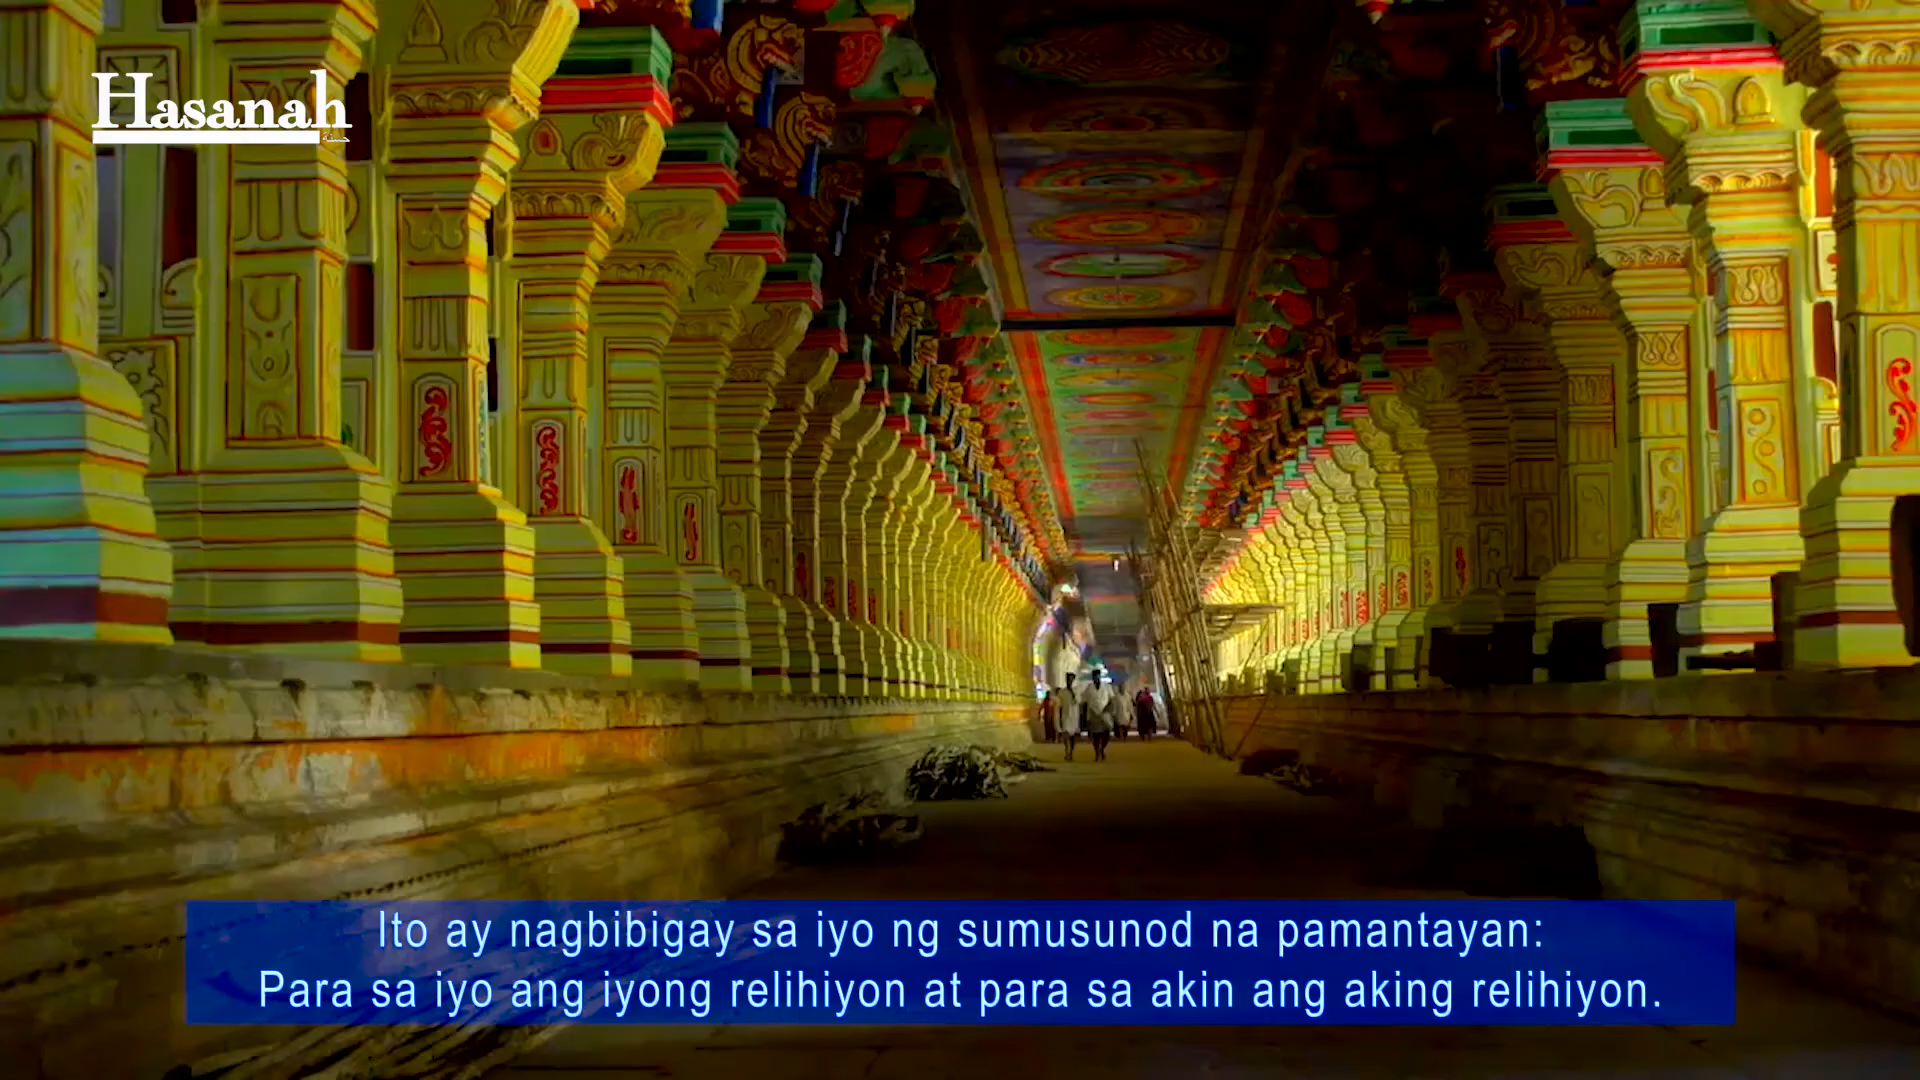 Hasanah
حسنة
Ito ay nagbibigay sa iyo ng sumusunod na pamantayan:
Para sa iyo ang iyong relihiyon at para sa akin ang aking relihiyon.